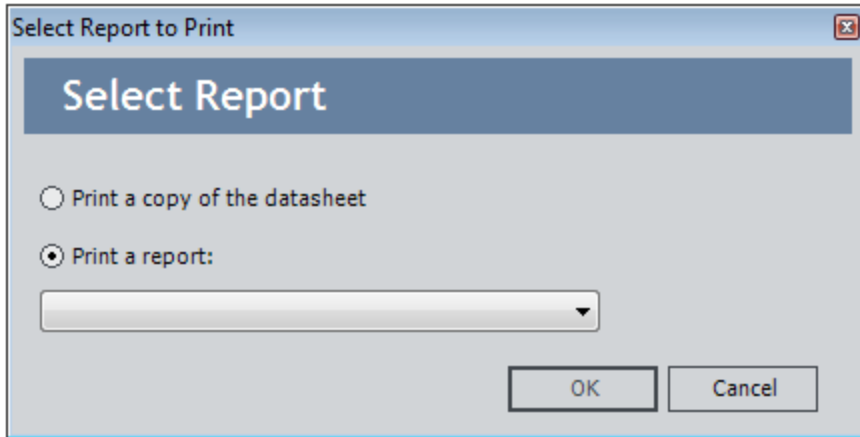 Select Report to Print
Select Report
Print a copy of the datasheet
Print a report:
OK Cancel